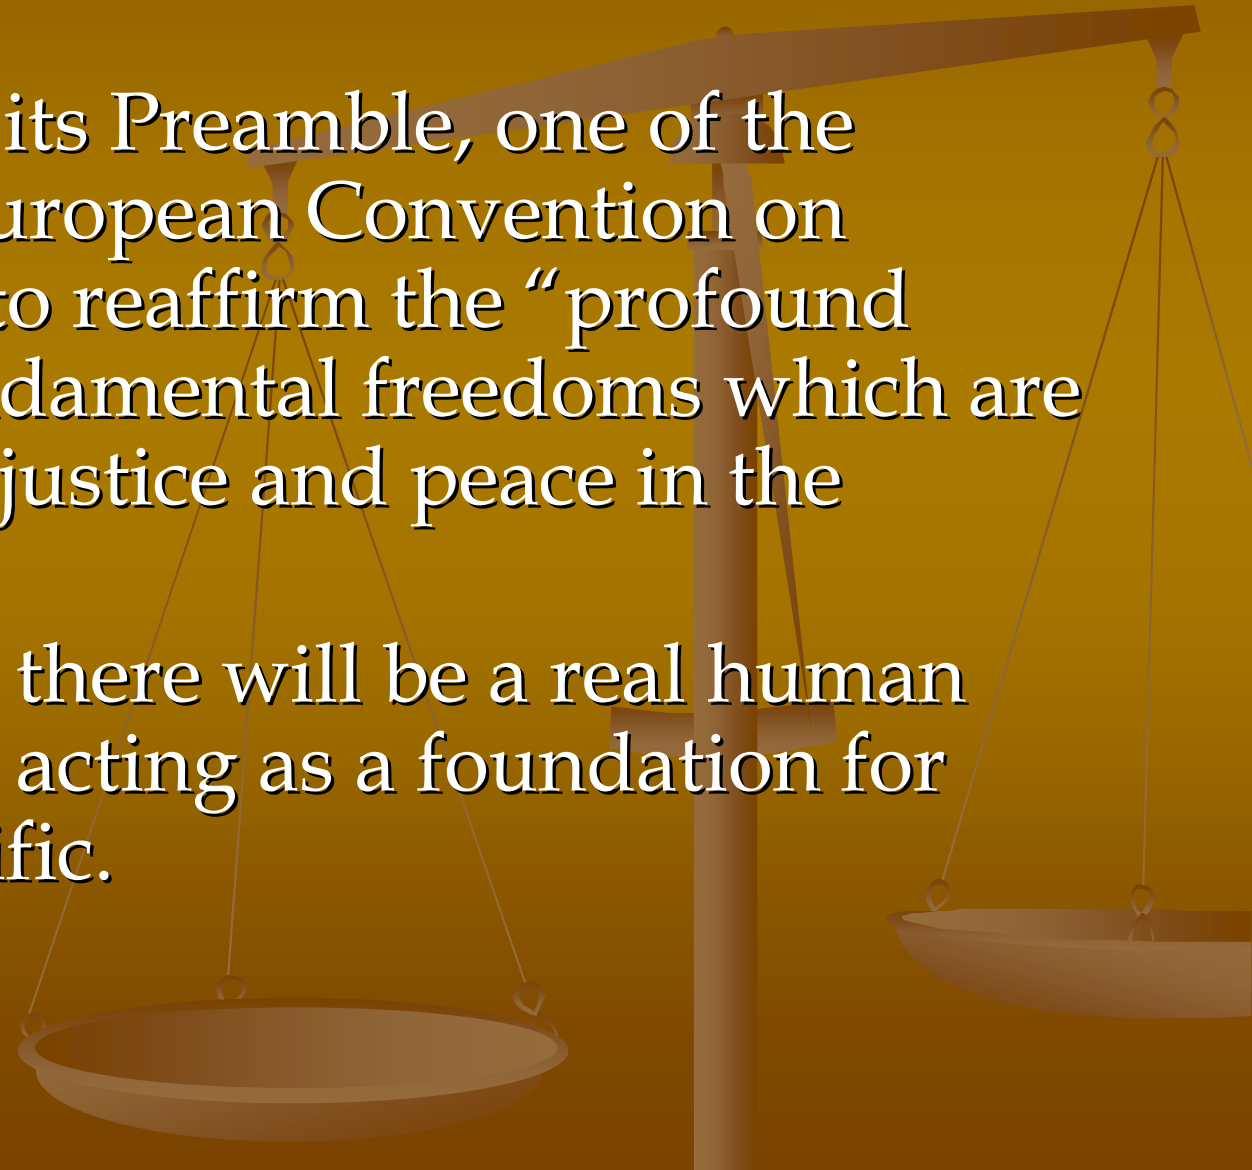 its Preamble, one of the
uropean Convention on
to reaffirm the “profound
damental freedoms which are
justice and peace in the
there will be a real human
acting as a foundation for
ific.